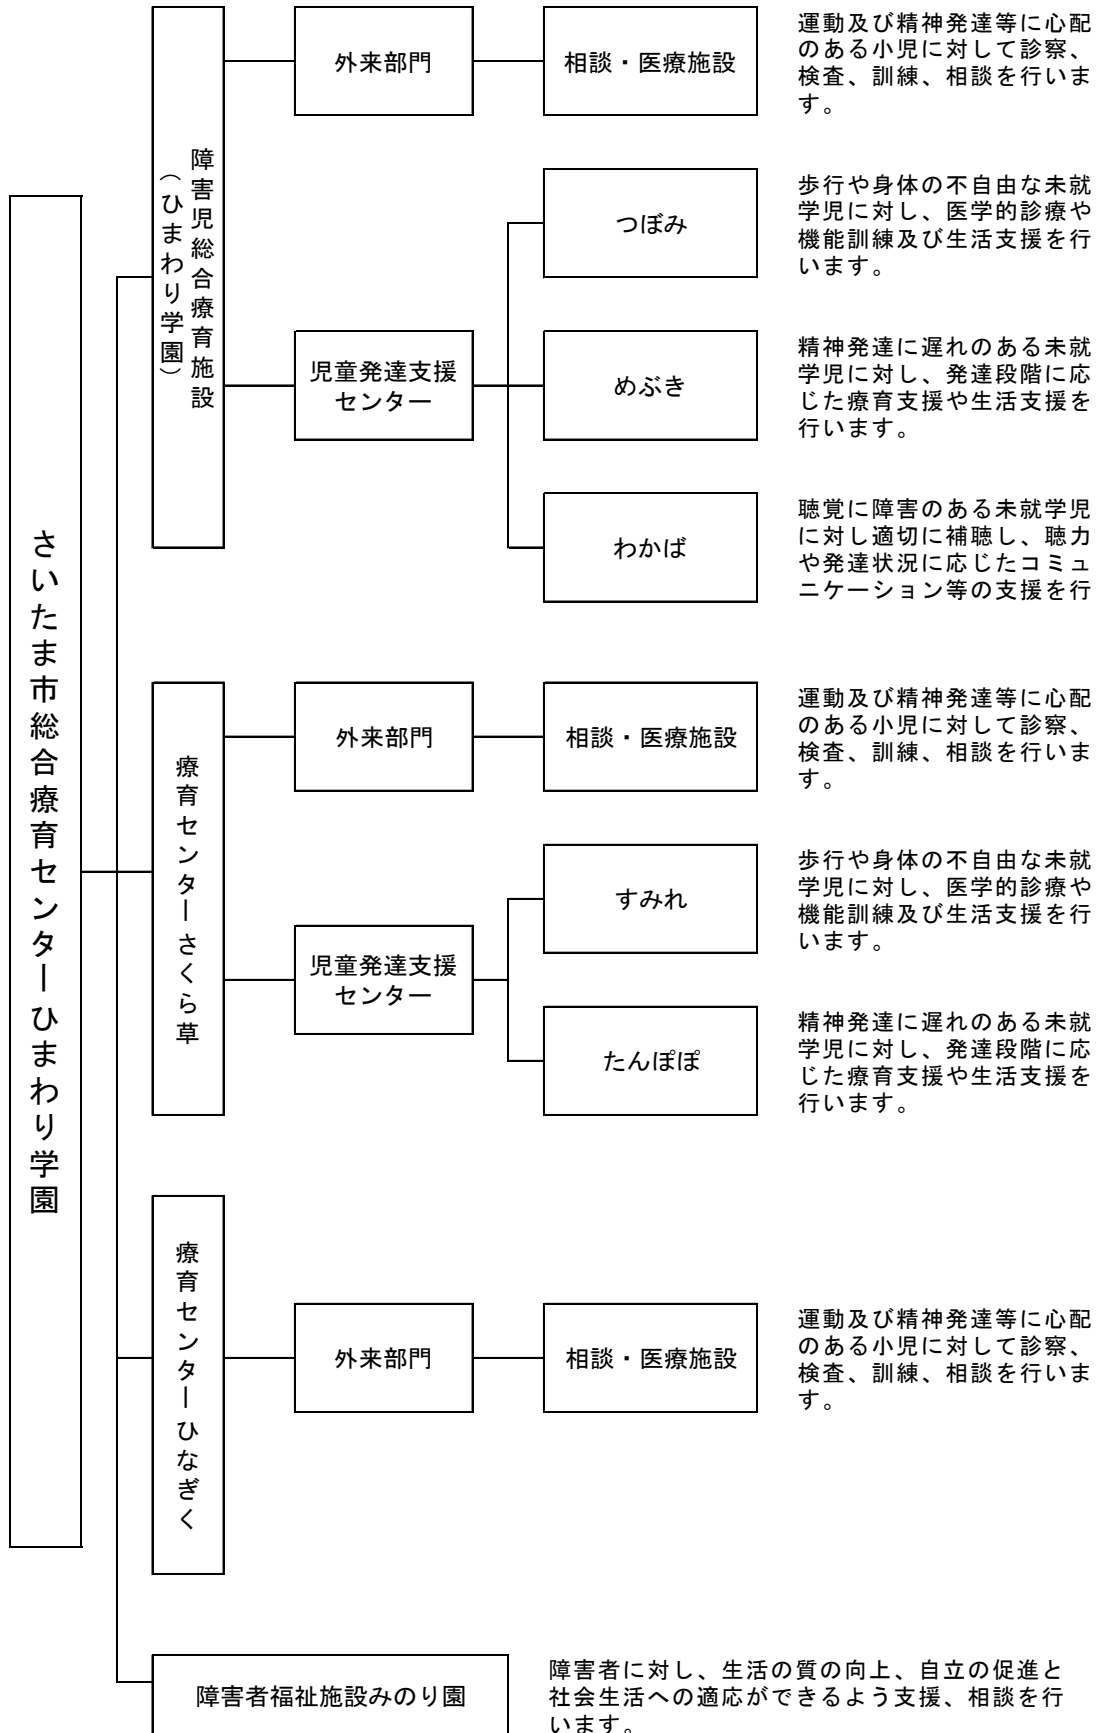 さいたま市総合療育センターひまわり学園
障害児総合療育施設
（ひまわり学園）
外来部門
相談・医療施設
運動及び精神発達等に心配
のある小児に対して診察、
検査、訓練、相談を行いま
す。
児童発達支援
センター
つぼみ
歩行や身体の不自由な未就
学児に対し、医学的診療や
機能訓練及び生活支援を行
います。
めぶき
精神発達に遅れのある未就
学児に対し、発達段階に応
じた療育支援や生活支援を
行います。
わかば
聴覚に障害のある未就学児
に対し適切に補聴し、聴力
や発達状況に応じたコミュ
ニケーション等の支援を行
療育センターさくら草
外来部門
相談・医療施設
運動及び精神発達等に心配
のある小児に対して診察、
検査、訓練、相談を行いま
す。
児童発達支援
センター
すみれ
歩行や身体の不自由な未就
学児に対し、医学的診療や
機能訓練及び生活支援を行
います。
たんぽぽ
精神発達に遅れのある未就
学児に対し、発達段階に応
じた療育支援や生活支援を
行います。
療育センターひなぎく
外来部門
相談・医療施設
運動及び精神発達等に心配
のある小児に対して診察、
検査、訓練、相談を行いま
す。
障害者福祉施設みのり園
障害者に対し、生活の質の向上、自立の促進と
社会生活への適応ができるよう支援、相談を行
います。